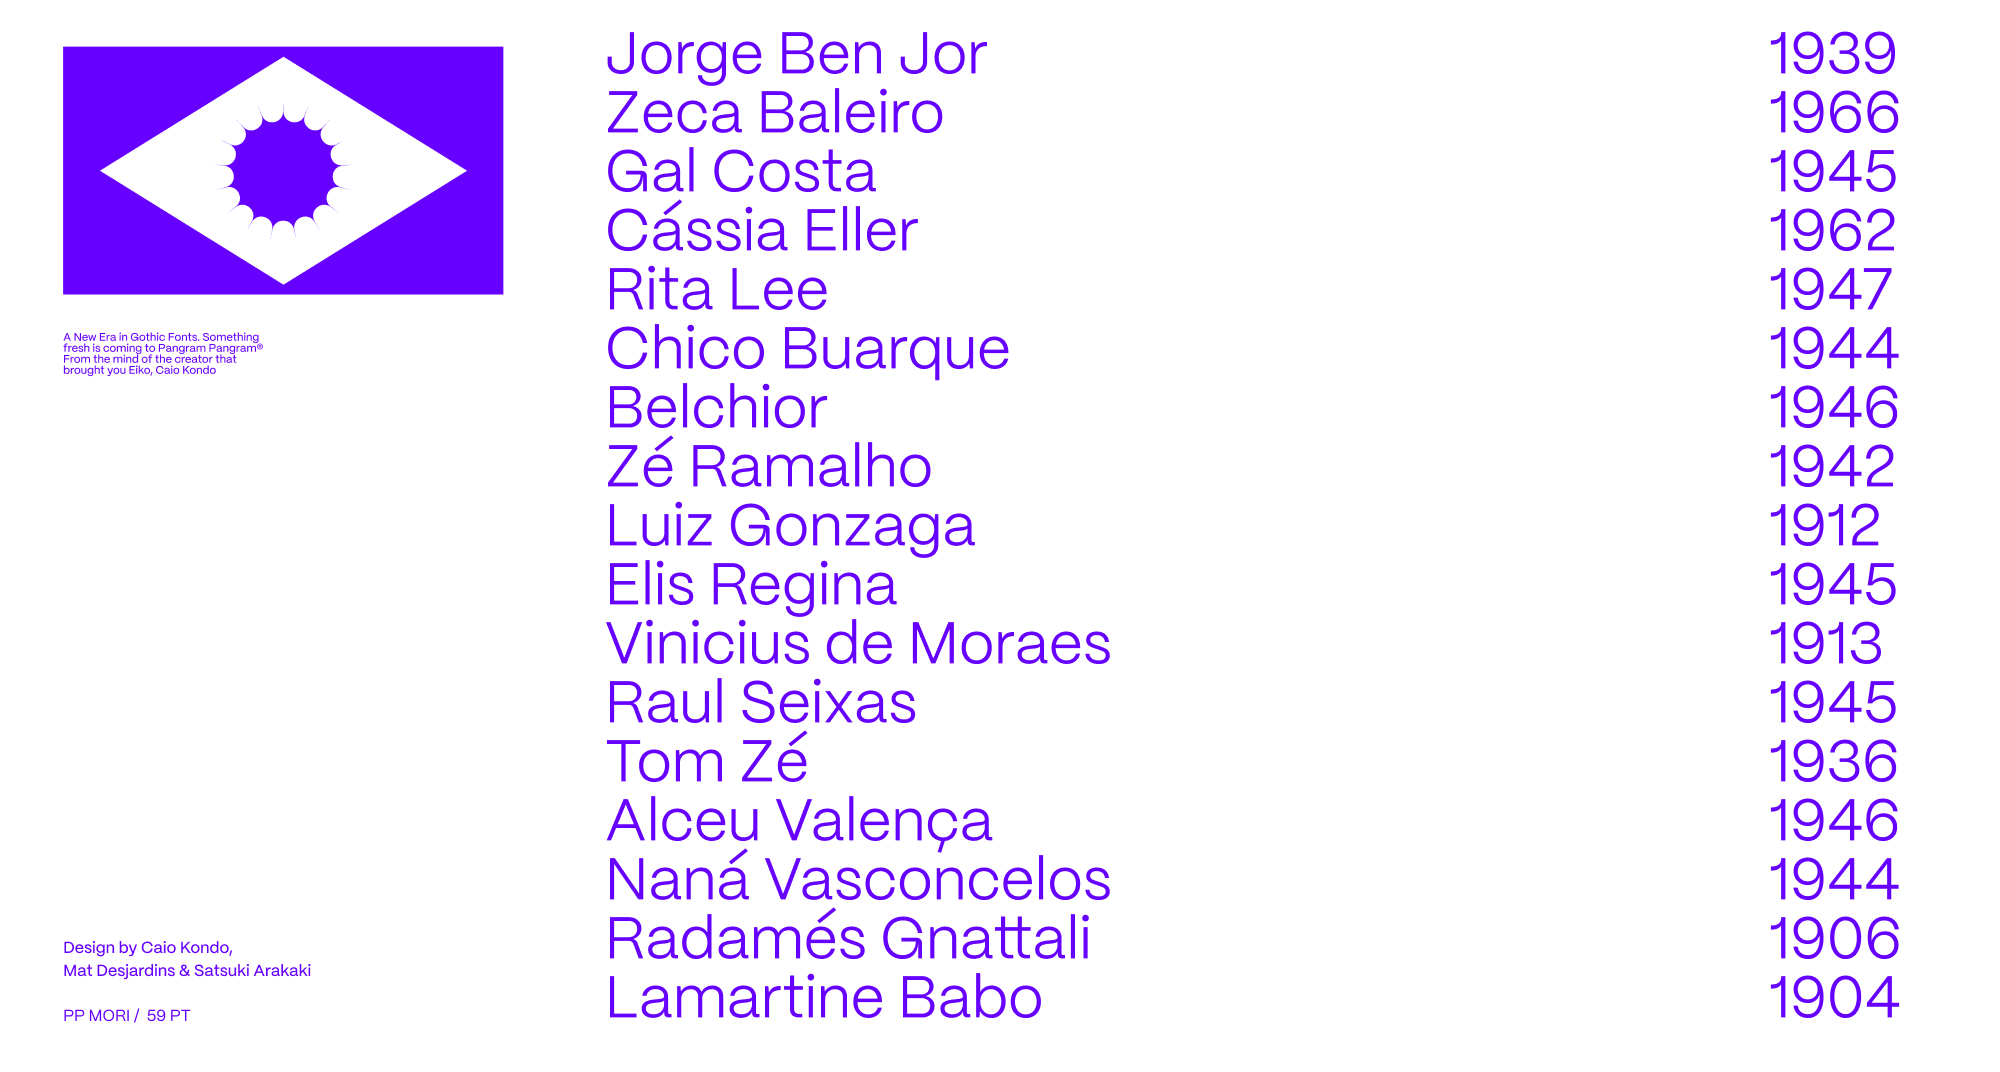 A New Era in Gothic Fonts. Something
fresh is coming to Pangram Pangram®
From the mind of the creator that
brought you Eiko, Caio Kondo
Design by Caio Kondo,
Mat Desjardins & Satsuki Arakaki
PP MORI / 59 PT
Jorge Ben Jor 1939
Zeca Baleiro 1966
Gal Costa 1945
Cássia Eller 1962
Rita Lee 1947
Chico Buarque 1944
Belchior 1946
Zé Ramalho 1942
Luiz Gonzaga 1912
Elis Regina 1945
Vinicius de Moraes 1913
Raul Seixas 1945
Tom Zé 1936
Alceu Valença 1946
Naná Vasconcelos 1944
Radamés Gnattali 1906
Lamartine Babo 1904